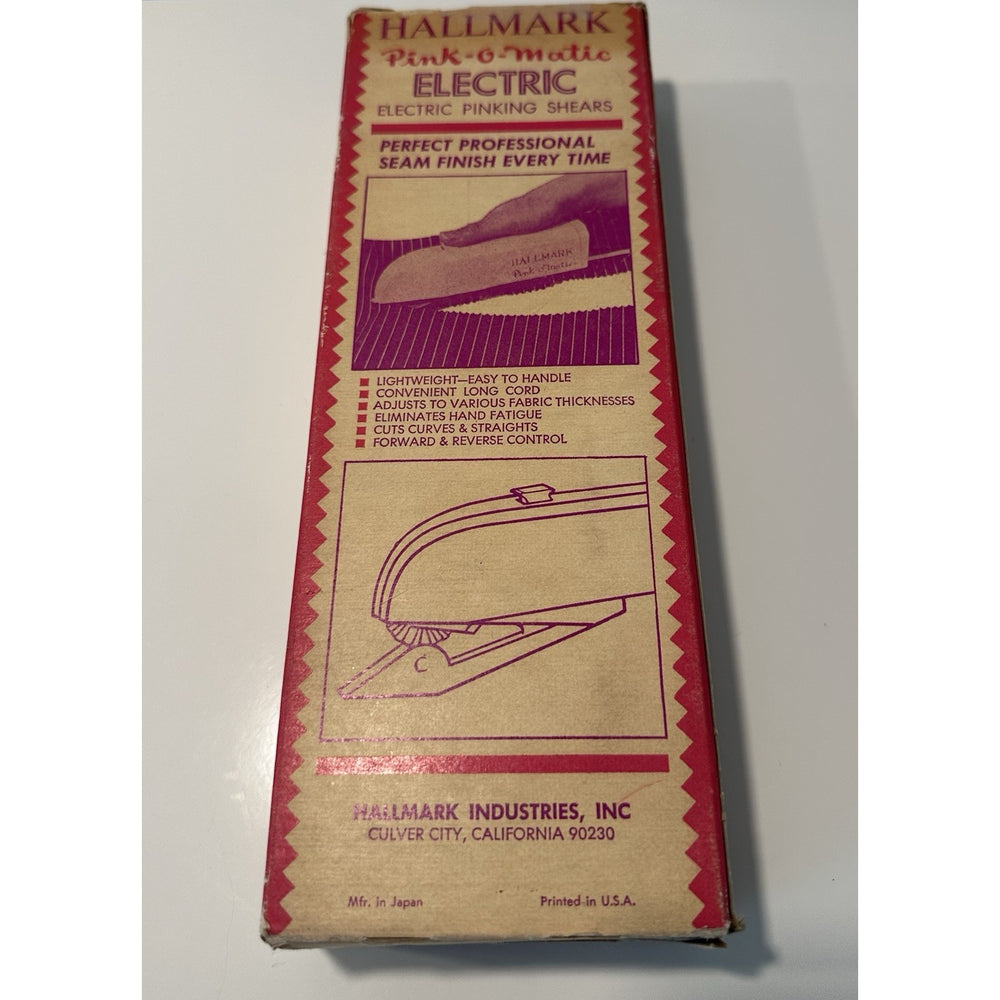 HALLMARK
Pink-O-Matic
ELECTRIC
ELECTRIC PINKING SHEARS
PERFECT PROFESSIONAL
SEAM FINISH EVERY TIME
HALLMARK
Pink-O-Matic
LIGHTWEIGHT—EASY TO HANDLE
CONVENIENT LONG CORD
ADJUSTS TO VARIOUS FABRIC THICKNESSES
ELIMINATES HAND FATIGUE
CUTS CURVES & STRAIGHTS
FORWARD & REVERSE CONTROL
HALLMARK INDUSTRIES, INC
CULVER CITY, CALIFORNIA 90230
Mfr. in Japan
Printed in U.S.A.